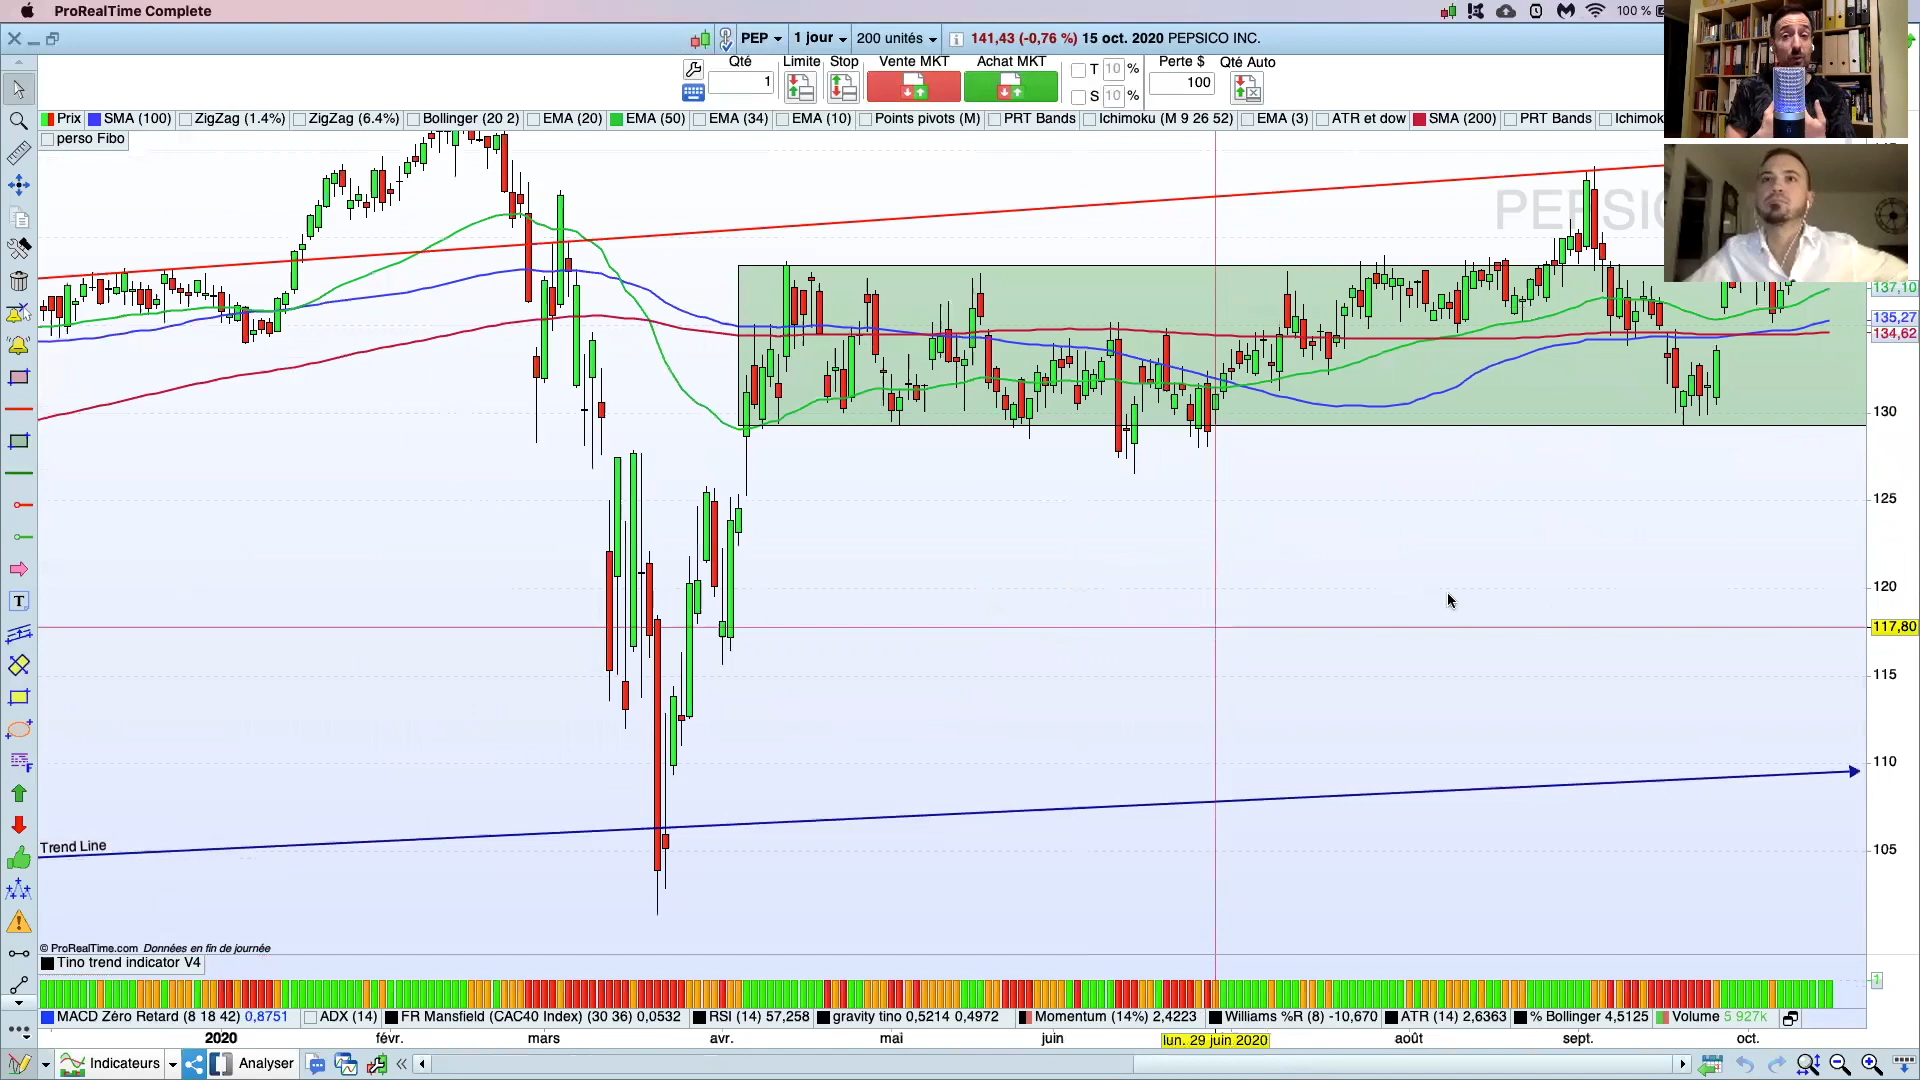 ProRealTime Complete
100 %
PEP 1 jour 200 unités 141,43 (-0,76 %) 15 oct. 2020 PEPSICO INC.
Qté Limite Stop Vente MKT Achat MKT T 10 % Perte $ Qté Auto
1 S 10 % 100
Prix SMA (100) ZigZag (1.4%) ZigZag (6.4%) Bollinger (20 2) EMA (20) EMA (50) EMA (34) EMA (10) Points pivots (M) PRT Bands Ichimoku (M 9 26 52) EMA (3) ATR et dow SMA (200) PRT Bands Ichimok
perso Fibo
PEPSIC
137,10
135,27
134,62
130
125
120
117,80
115
110
Trend Line
105
© ProRealTime.com Données en fin de journée
Tino trend indicator V4
1
MACD Zéro Retard (8 18 42) 0,8751 ADX (14) FR Mansfield (CAC40 Index) (30 36) 0,0532 RSI (14) 57,258 gravity tino 0,5214 0,4972 Momentum (14%) 2,4223 Williams %R (8) -10,670 ATR (14) 2,6363 % Bollinger 4,5125 Volume 5 927k
2020 févr. mars avr. mai juin lun. 29 juin 2020 août sept. oct.
Indicateurs Analyser